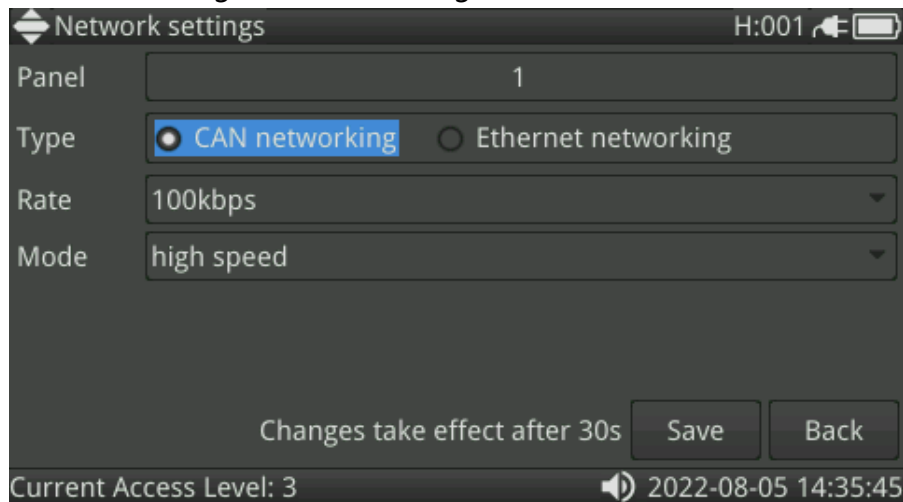 Network settings H:001
Panel 1
Type CAN networking Ethernet networking
Rate 100kbps
Mode high speed
Changes take effect after 30s Save Back
Current Access Level: 3 2022-08-05 14:35:45